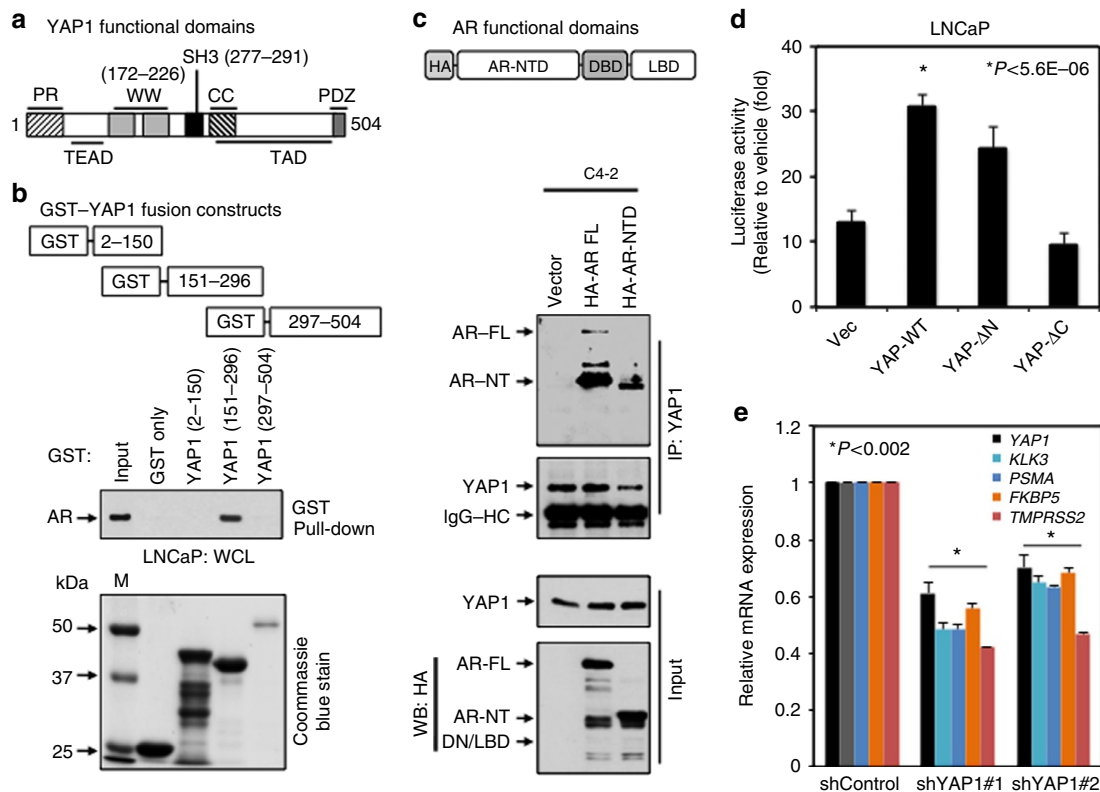 a YAP1 functional domains
SH3 (277–291)
(172–226)
PR WW CC PDZ
1 504
TEAD TAD
b GST–YAP1 fusion constructs
GST 2–150
GST 151–296
GST 297–504
GST: Input GST only YAP1 (2–150) YAP1 (151–296) YAP1 (297–504)
AR
GST
Pull-down
LNCaP: WCL
kDa M
50
37
25
Coommassie
blue stain
c AR functional domains
HA AR-NTD DBD LBD
C4-2
Vector HA-AR FL HA-AR-NTD
AR–FL
AR–NT
YAP1
IgG–HC
IP: YAP1
YAP1
AR-FL
AR-NT
DN/LBD
WB: HA
Input
d LNCaP
Luciferase activity
(Relative to vehicle (fold)
40
30
20
10
0
*
*P<5.6E–06
Vec YAP-WT YAP-ΔN YAP-ΔC
e
Relative mRNA expression
1.2
1
0.8
0.6
0.4
0.2
0
*P<0.002
YAP1
KLK3
PSMA
FKBP5
TMPRSS2
* *
shControl shYAP1#1 shYAP1#2